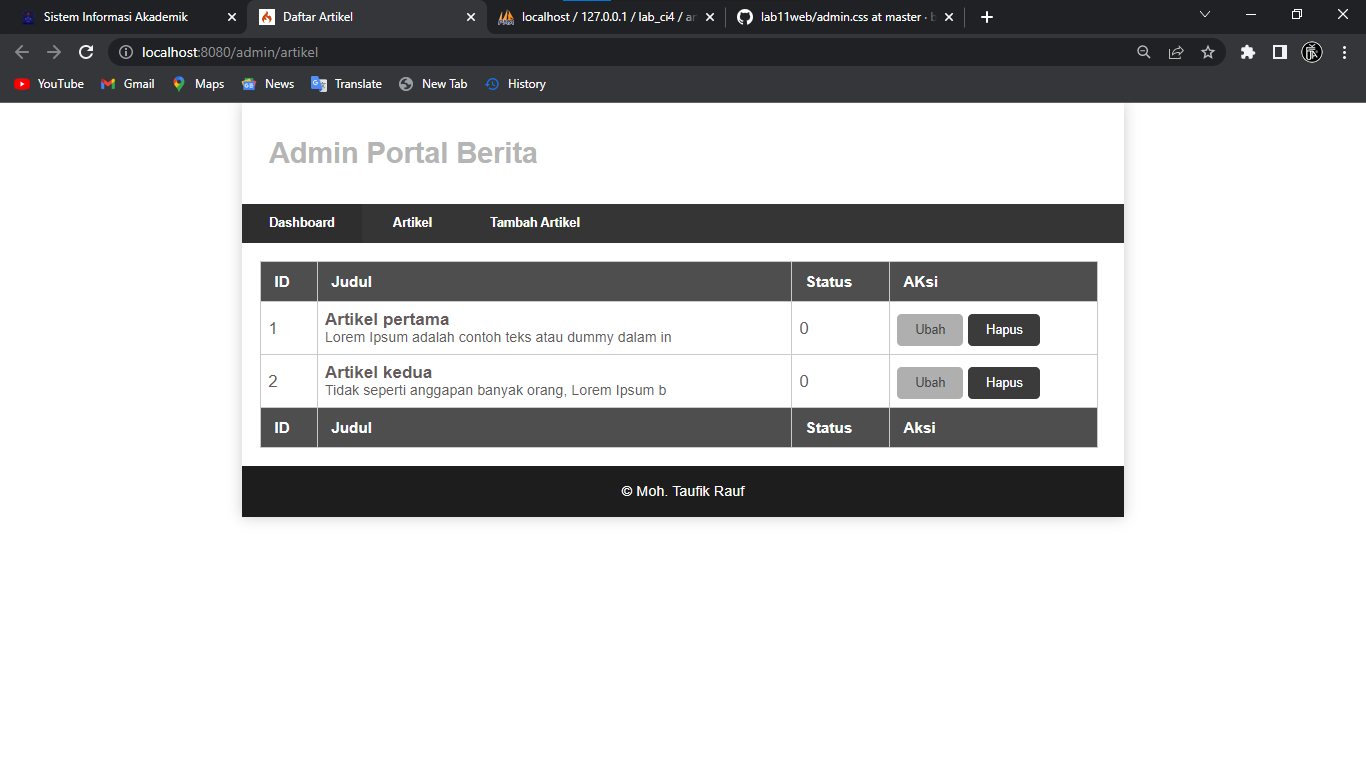 Sistem Informasi Akademik
Daftar Artikel
localhost / 127.0.0.1 / lab_ci4 / ar
lab11web/admin.css at master ·
localhost:8080/admin/artikel
YouTube
Gmail
Maps
News
Translate
New Tab
History
Admin Portal Berita
Dashboard Artikel Tambah Artikel
ID Judul Status AKsi
1 Artikel pertama 0 Ubah Hapus
Lorem Ipsum adalah contoh teks atau dummy dalam in
2 Artikel kedua 0 Ubah Hapus
Tidak seperti anggapan banyak orang, Lorem Ipsum b
ID Judul Status Aksi
© Moh. Taufik Rauf